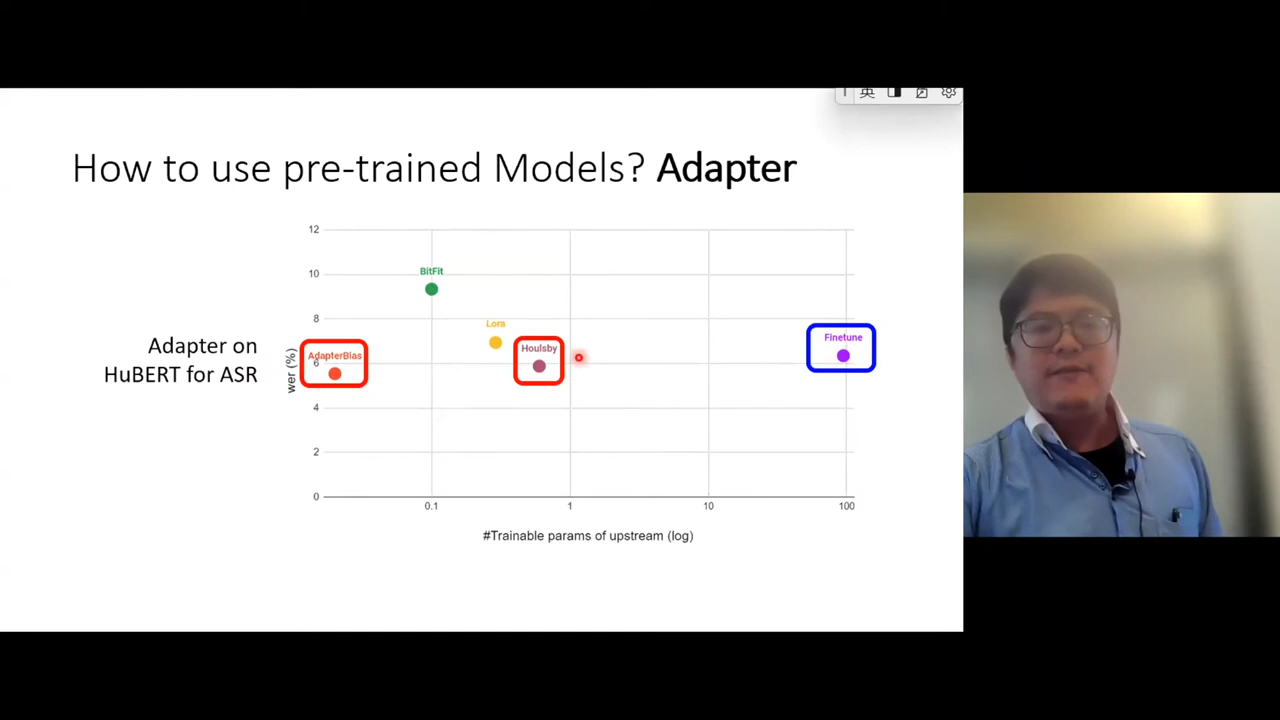 英
How to use pre-trained Models? Adapter
12
10
8
6
4
2
0
BitFit
Lora
AdapterBias
Houlsby
Finetune
Adapter on
HuBERT for ASR
wer (%)
0.1
1
10
100
#Trainable params of upstream (log)